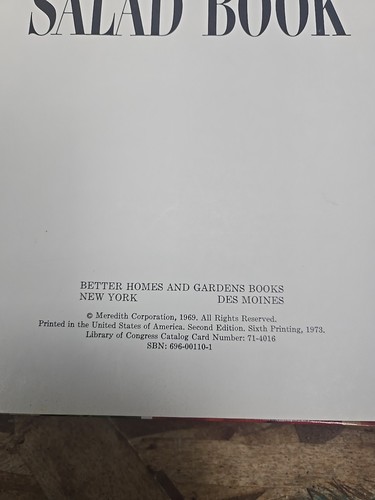 SALAD BOOK
BETTER HOMES AND GARDENS BOOKS
NEW YORK DES MOINES
© Meredith Corporation, 1969. All Rights Reserved.
Printed in the United States of America. Second Edition. Sixth Printing, 1973.
Library of Congress Catalog Card Number: 71-4016
SBN: 696-00110-1